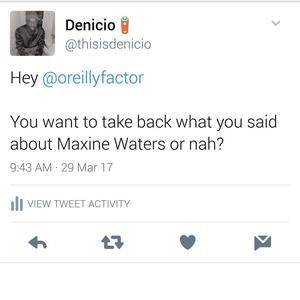 Denicio
@thisisdenicio
Hey @oreillyfactor
You want to take back what you said
about Maxine Waters or nah?
9:43 AM · 29 Mar 17
VIEW TWEET ACTIVITY